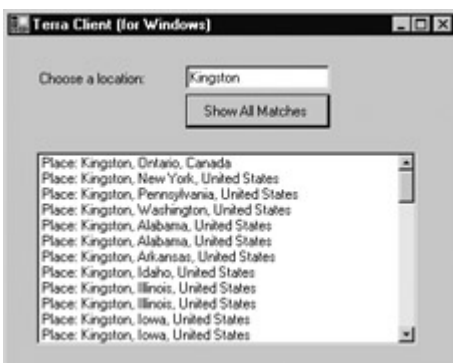 Terra Client (for Windows)
Choose a location:
Kingston
Show All Matches
Place: Kingston, Ontario, Canada
Place: Kingston, New York, United States
Place: Kingston, Pennsylvania, United States
Place: Kingston, Washington, United States
Place: Kingston, Alabama, United States
Place: Kingston, Alabama, United States
Place: Kingston, Arkansas, United States
Place: Kingston, Idaho, United States
Place: Kingston, Illinois, United States
Place: Kingston, Illinois, United States
Place: Kingston, Iowa, United States
Place: Kingston, Iowa, United States